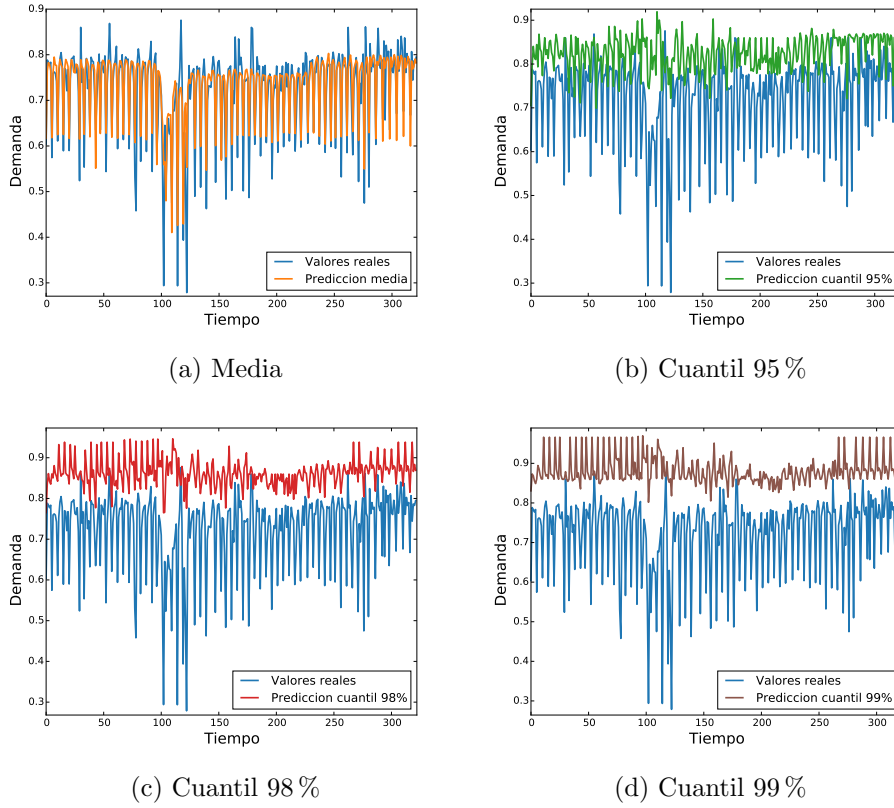 0.9
0.8
0.7
0.6
0.5
0.4
0.3
Demanda
0 50 100 150 200 250 300
Tiempo
Valores reales
Prediccion media
(a) Media
0.9
0.8
0.7
0.6
0.5
0.4
0.3
Demanda
0 50 100 150 200 250 300
Tiempo
Valores reales
Prediccion cuantil 95%
(b) Cuantil 95 %
0.9
0.8
0.7
0.6
0.5
0.4
0.3
Demanda
0 50 100 150 200 250 300
Tiempo
Valores reales
Prediccion cuantil 98%
(c) Cuantil 98 %
0.9
0.8
0.7
0.6
0.5
0.4
0.3
Demanda
0 50 100 150 200 250 300
Tiempo
Valores reales
Prediccion cuantil 99%
(d) Cuantil 99 %